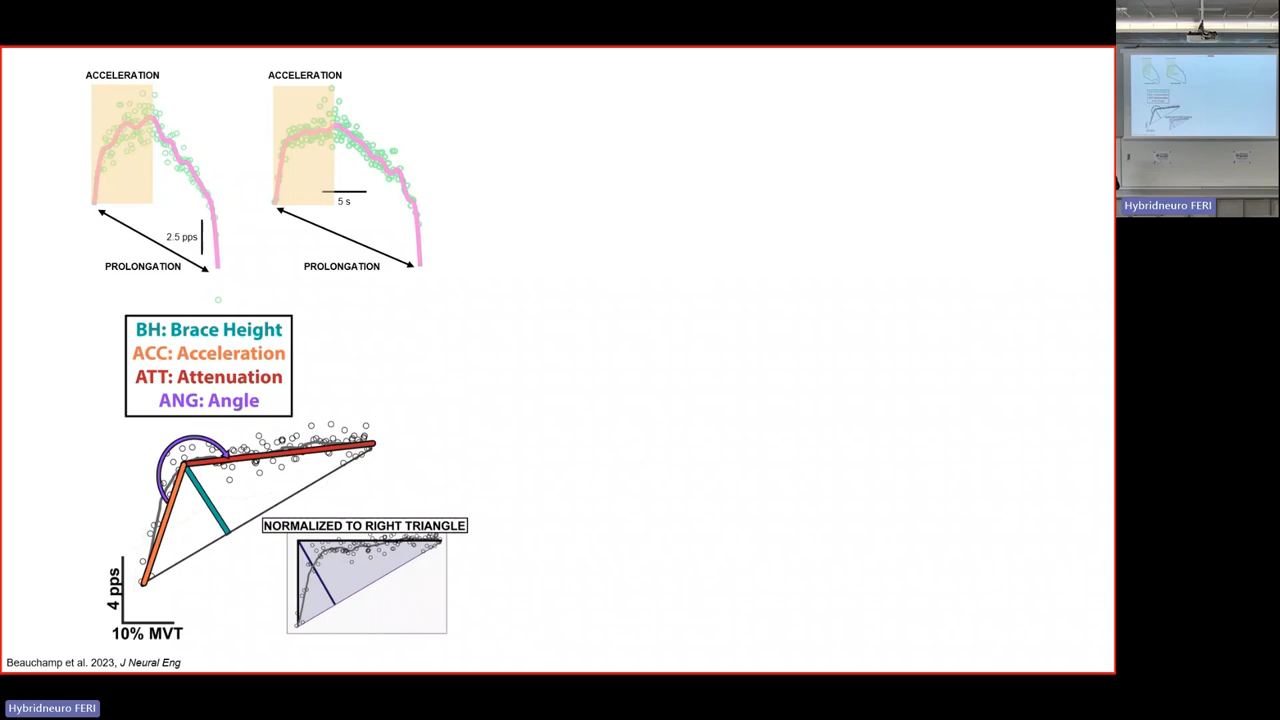 ACCELERATION
ACCELERATION
5 s
2.5 pps
PROLONGATION
PROLONGATION
BH: Brace Height
ACC: Acceleration
ATT: Attenuation
ANG: Angle
NORMALIZED TO RIGHT TRIANGLE
4 pps
10% MVT
Beauchamp et al. 2023, J Neural Eng
Hybridneuro FERI
Hybridneuro FERI